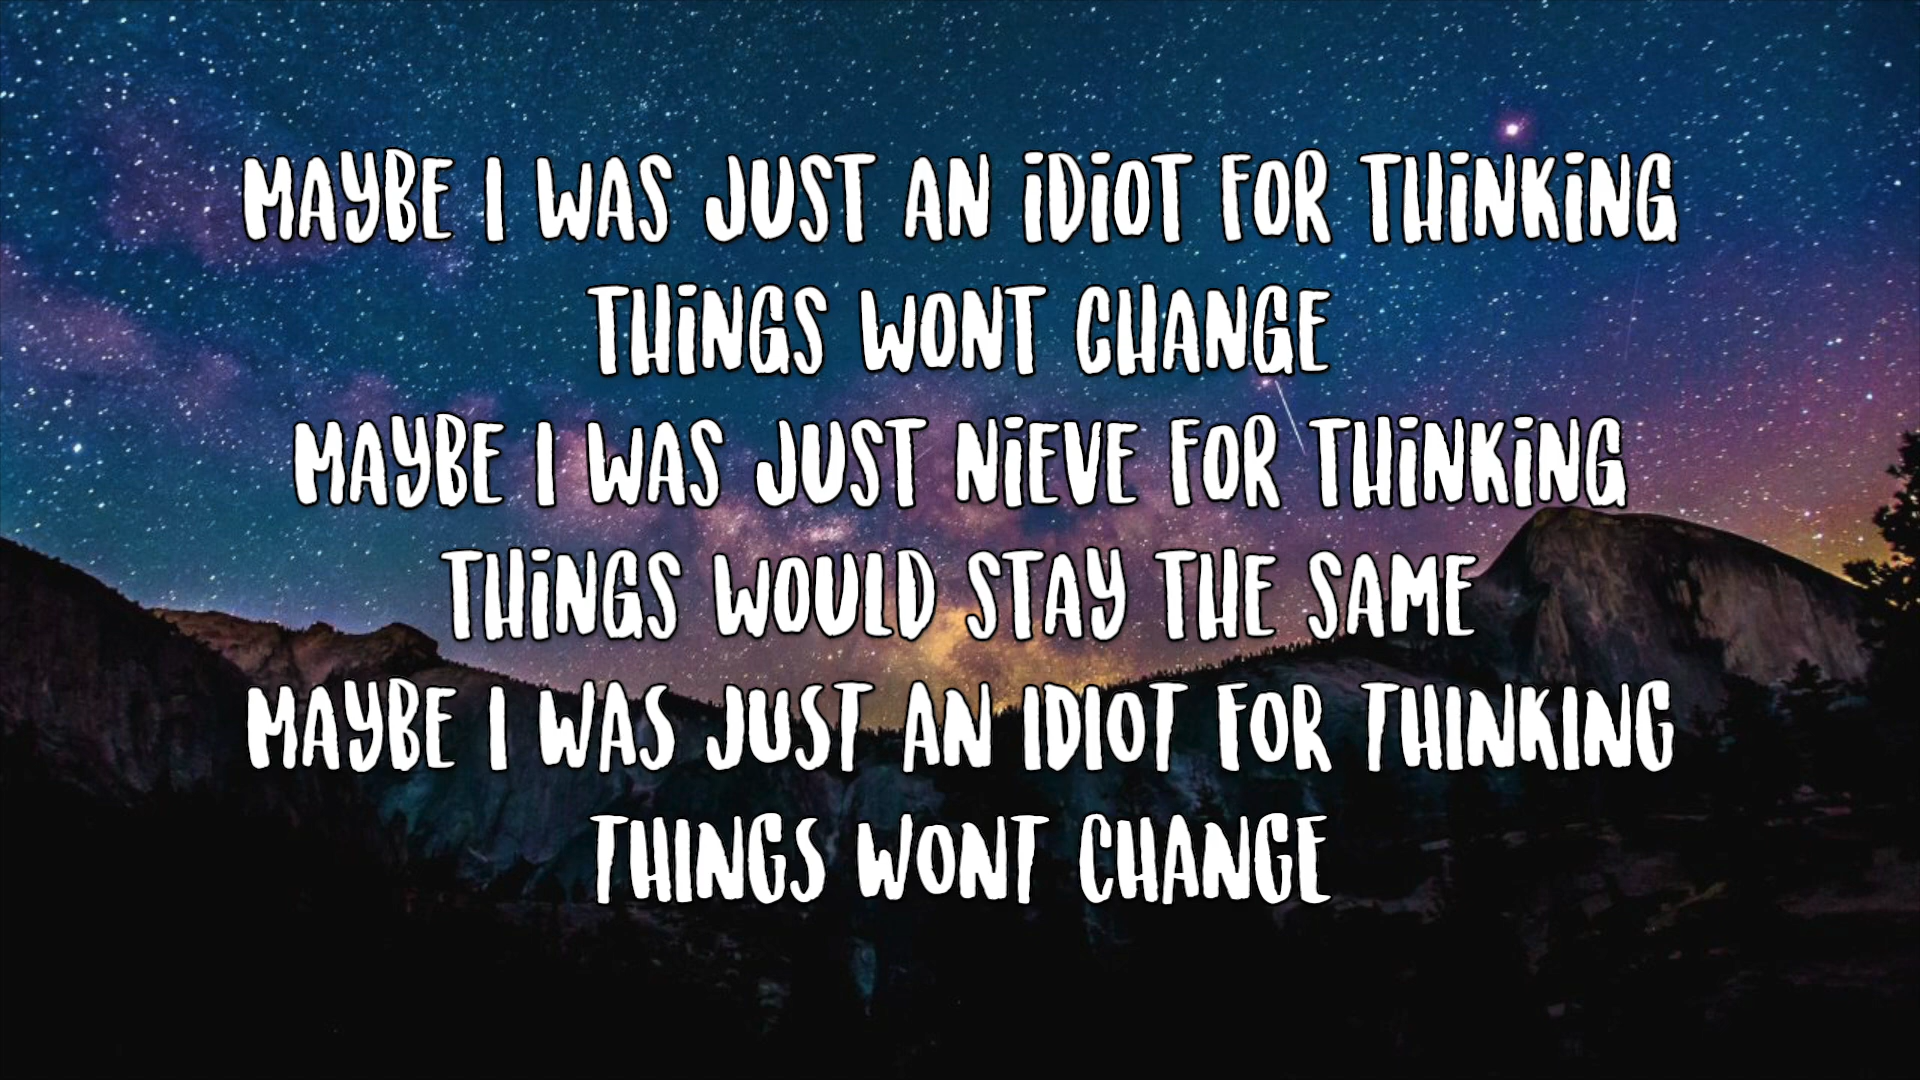 MAYBE I WAS JUST AN iDiOT FOR THiNKiNG
THiNGS WONT CHANGE
MAYBE I WAS JUST NiEVE FOR THiNKiNG
THiNGS WOULD STAY THE SAME
MAYBE I WAS JUST AN IDIOT FOR THINKING
THINGS WONT CHANGE